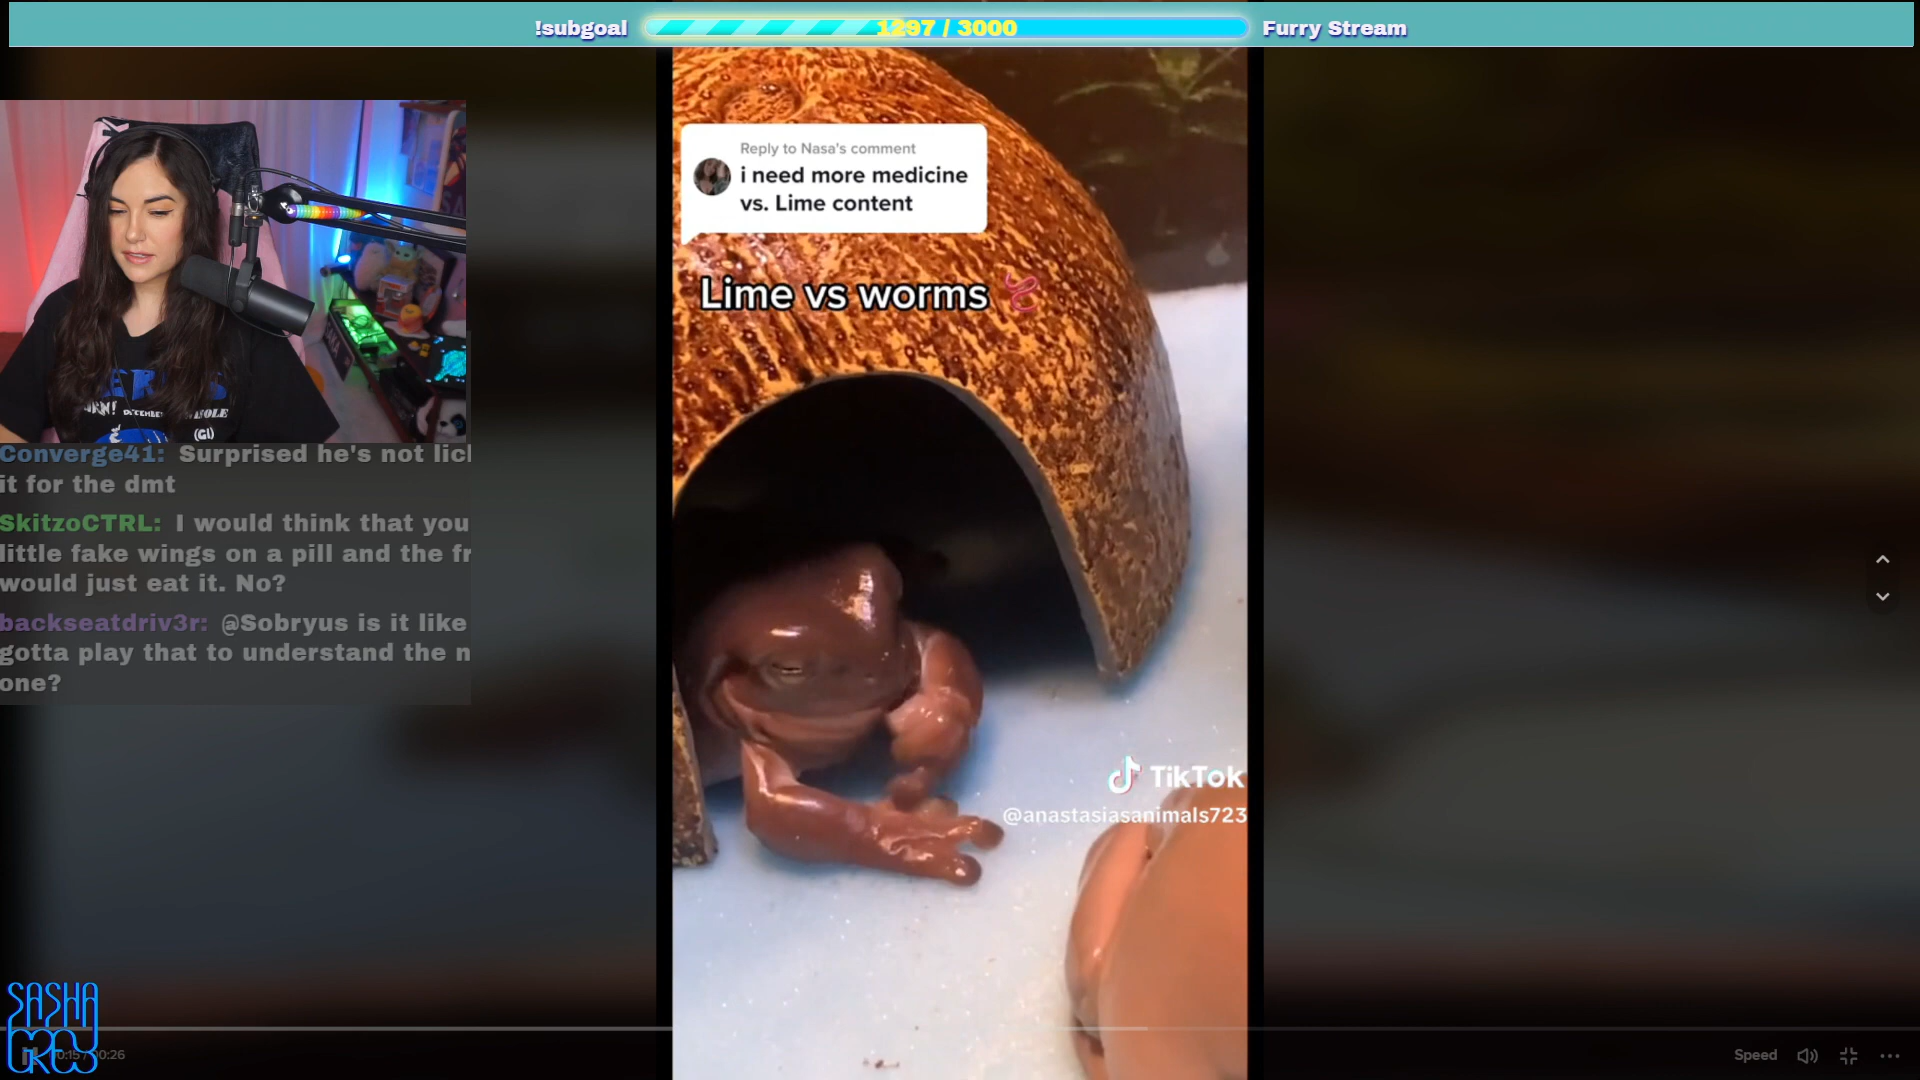 !subgoal
1297 / 3000
Furry Stream
Reply to Nasa's comment
i need more medicine
vs. Lime content
Lime vs worms
Converge41: Surprised he's not lic
it for the dmt
SkitzoCTRL: I would think that you
little fake wings on a pill and the fr
would just eat it. No?
backseatdriv3r: @Sobryus is it like
gotta play that to understand the
one?
TikTok
@anastasiasanimals723
SASHA
GREY
00:26
Speed